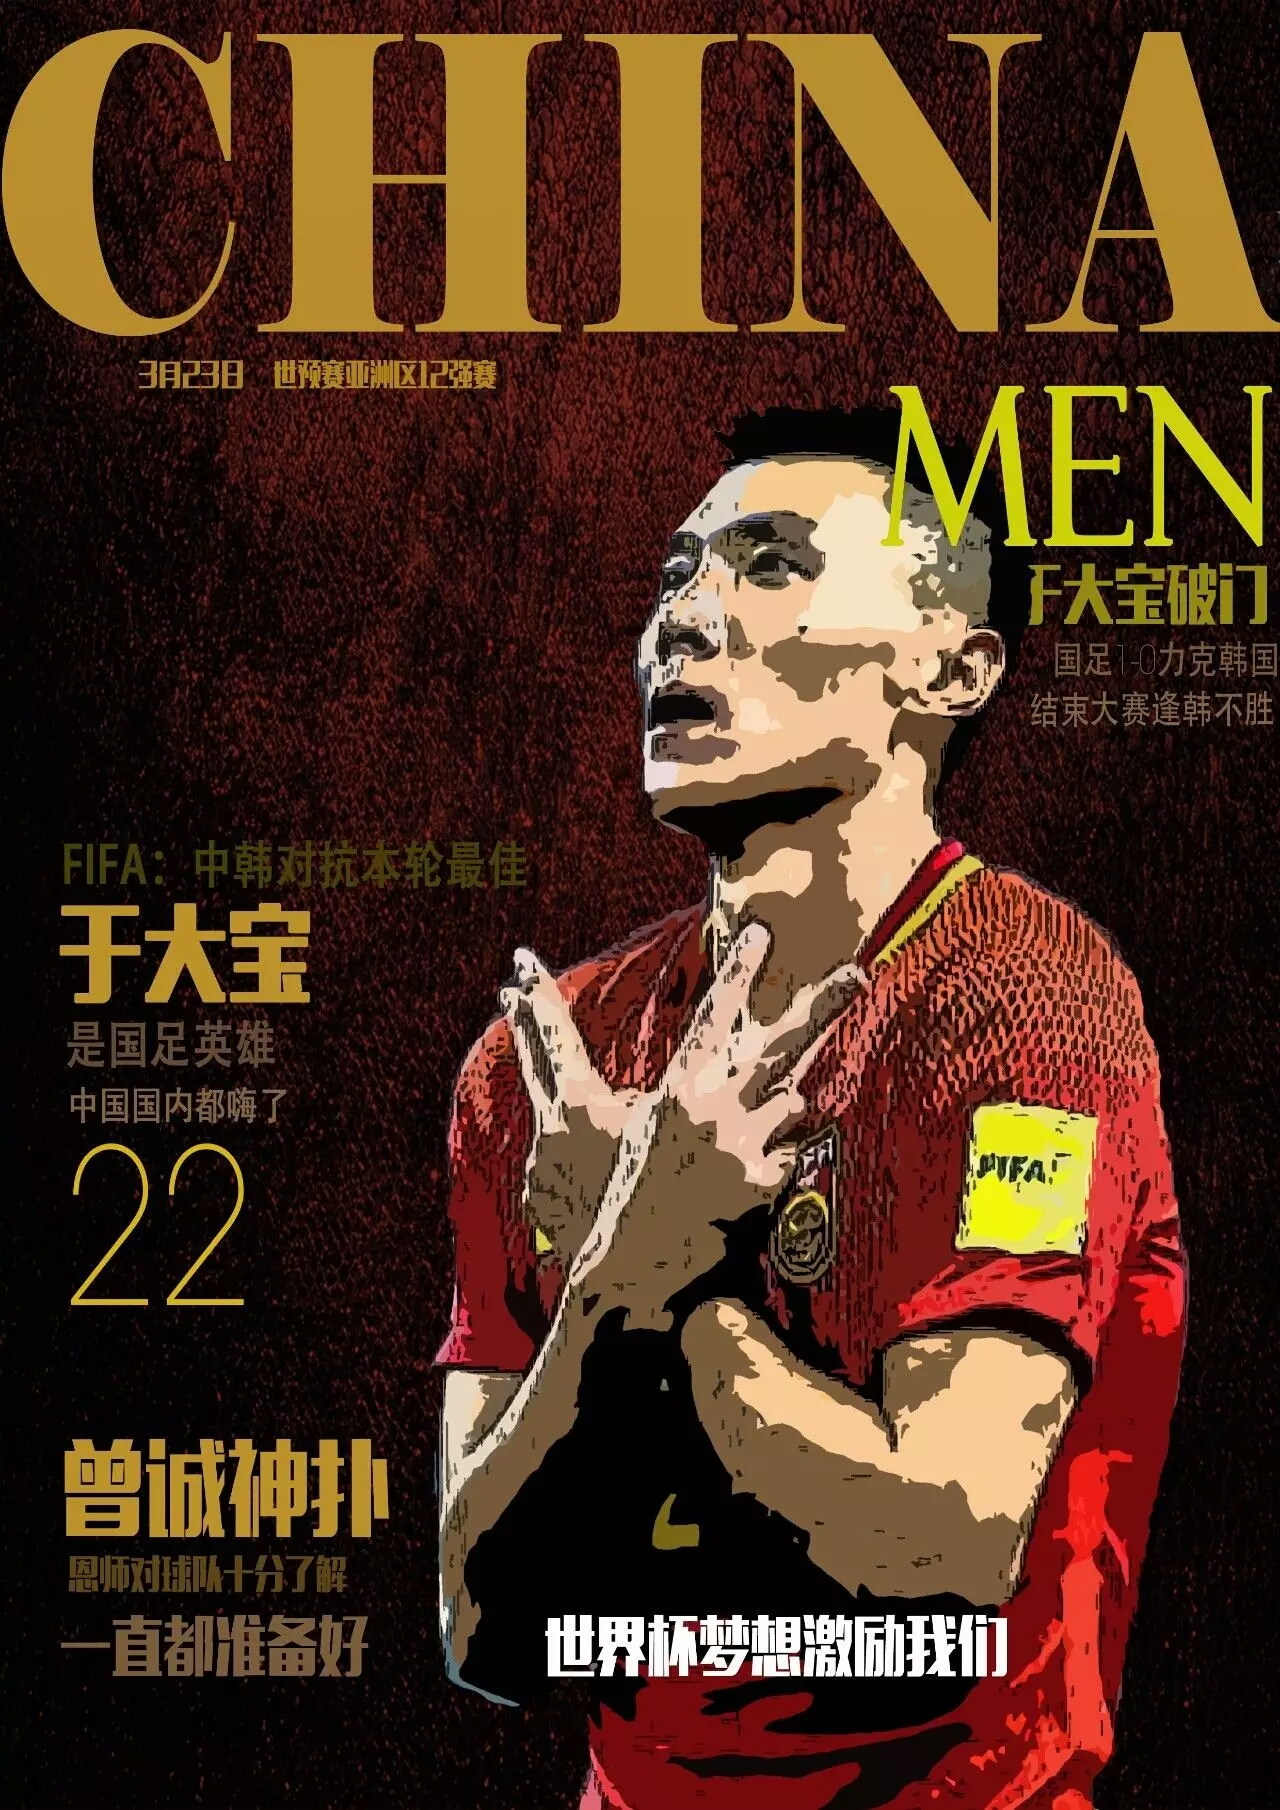 CHINA
3月23日 世预赛亚洲区12强赛
MEN
于大宝破门
国足1-0力克韩国
结束大赛逢韩不胜
FIFA：中韩对抗本轮最佳
于大宝
是国足英雄
中国国内都嗨了
22
FIFA
曾诚神扑
恩师对球队十分了解
一直都准备好
世界杯梦想激励我们